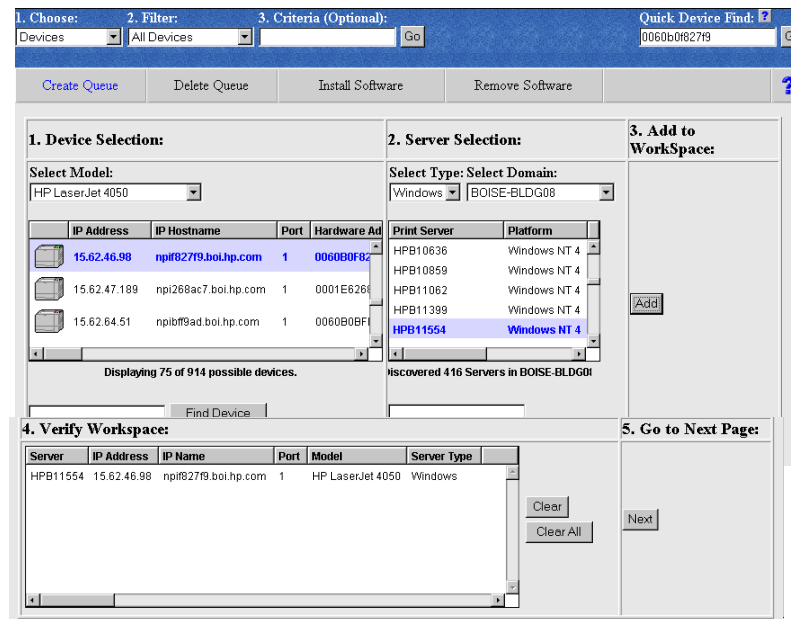 1. Choose: 2. Filter: 3. Criteria (Optional): Quick Device Find: ?
Devices All Devices Go 0060b0f827f9
Create Queue Delete Queue Install Software Remove Software ?
1. Device Selection: 2. Server Selection: 3. Add to
WorkSpace:
Select Model: Select Type: Select Domain:
HP LaserJet 4050 Windows BOISE-BLDG08
IP Address IP Hostname Port Hardware Ad Print Server Platform
15.62.46.98 npif827f9.boi.hp.com 1 0060B0F82
15.62.47.189 npi268ac7.boi.hp.com 1 0001E6268
15.62.64.51 npibff9ad.boi.hp.com 1 0060B0BFF
HPB10636 Windows NT 4
HPB10859 Windows NT 4
HPB11062 Windows NT 4
HPB11399 Windows NT 4
HPB11554 Windows NT 4
Add
Displaying 75 of 914 possible devices. iscovered 416 Servers in BOISE-BLDG0
Find Device
4. Verify Workspace: 5. Go to Next Page:
Server IP Address IP Name Port Model Server Type
HPB11554 15.62.46.98 npif827f9.boi.hp.com 1 HP LaserJet 4050 Windows
Clear
Clear All
Next